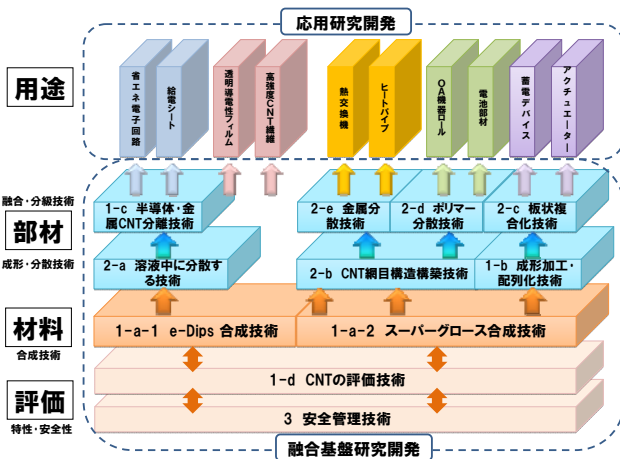 応用研究開発
用途
省エネ電子回路
給電シート
透明導電性フィルム
高強度CNT繊維
熱交換機
ヒートパイプ
OA機器ロール
電池部材
蓄電デバイス
アクチュエーター
融合・分級技術
部材
成形・分散技術
1-c 半導体・金
属CNT分離技術
2-e 金属分
散技術
2-d ポリマー
分散技術
2-c 板状複
合化技術
2-a 溶液中に分散す
る技術
2-b CNT網目構造構築技術
1-b 成形加工・
配列化技術
材料
合成技術
1-a-1 e-Dips 合成技術
1-a-2 スーパーグロース合成技術
1-d CNTの評価技術
評価
特性・安全性
3 安全管理技術
融合基盤研究開発